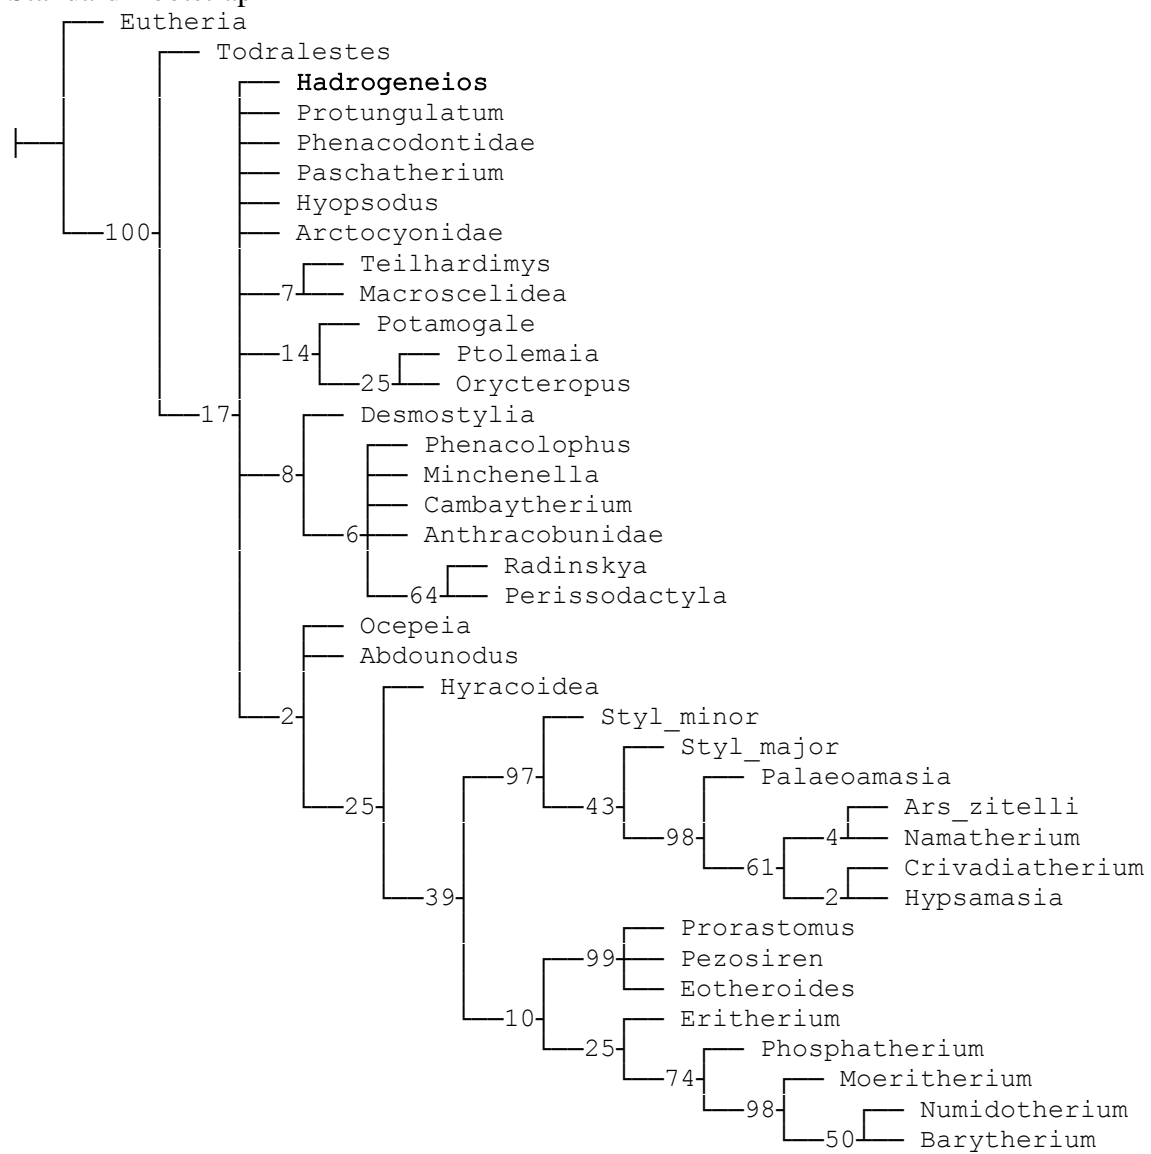 Eutheria
Todralestes
Hadrogeneios
Protungulatum
Phenacodontidae
Paschatherium
Hyopsodus
100 Arctocyonidae
Teilhardimys
7 Macroscelidea
Potamogale
14 Ptolemaia
25 Orycteropus
17 Desmostylia
Phenacolophus
8 Minchenella
Cambaytherium
6 Anthracobunidae
Radinskya
64 Perissodactyla
Ocepeia
Abdounodus
Hyracoidea
2 Styl_minor
Styl_major
97 Palaeoamasia
25 43 Ars_zitelli
98 4 Namatherium
61 Crivadiatherium
39 2 Hypsamasia
Prorastomus
99 Pezosiren
Eotheroides
10 Eritherium
25 Phosphatherium
74 Moeritherium
98 Numidotherium
50 Barytherium